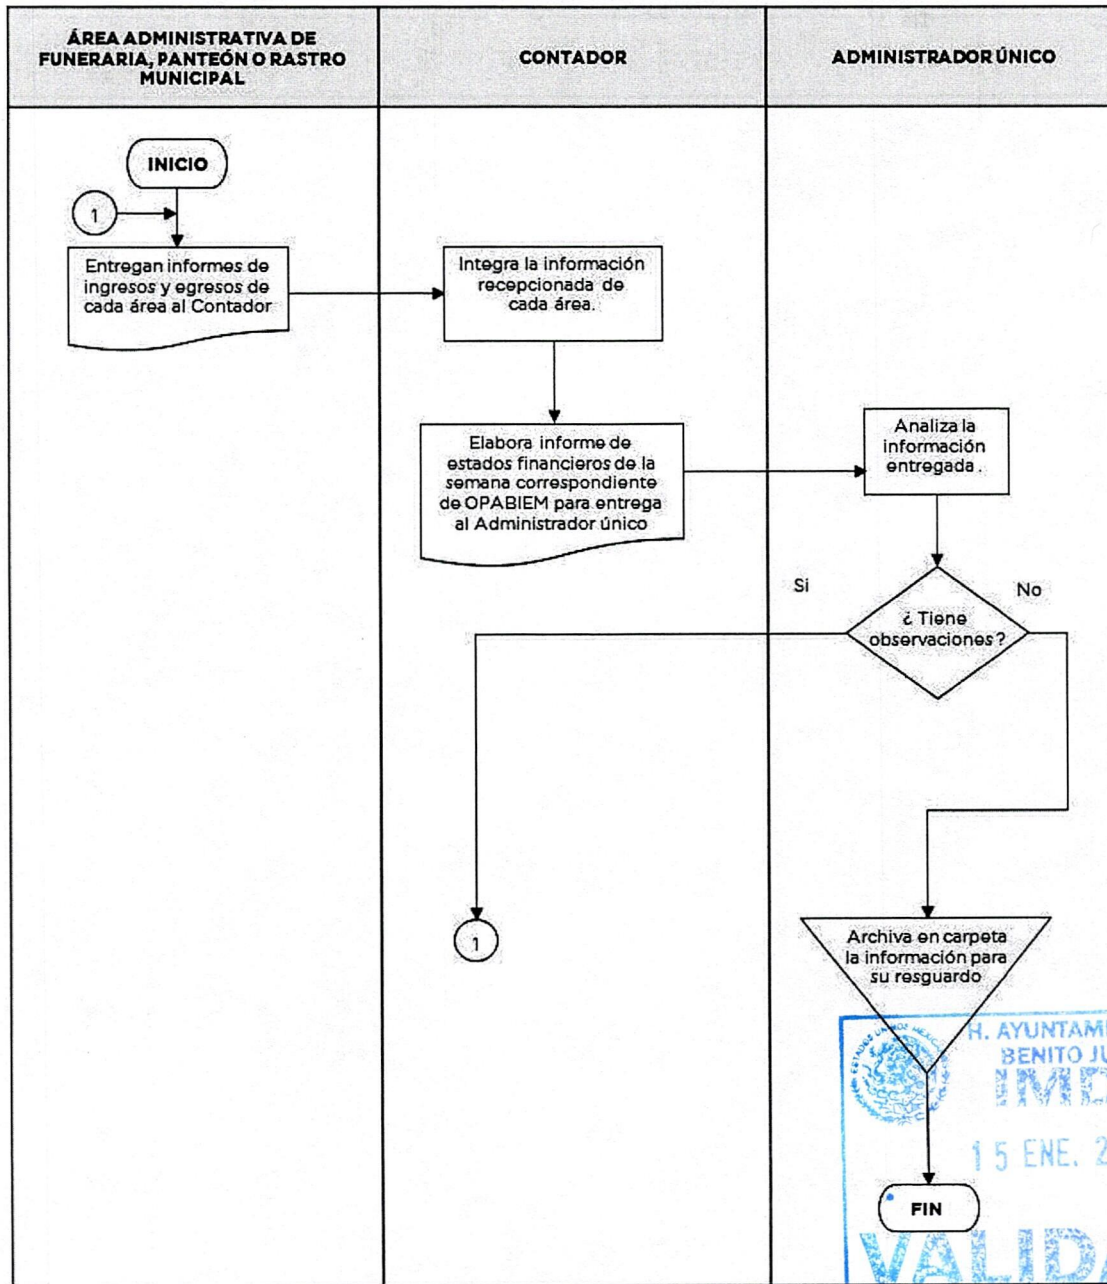 ÁREA ADMINISTRATIVA DE
FUNERARIA, PANTEÓN O RASTRO
MUNICIPAL
CONTADOR
ADMINISTRADOR ÚNICO
INICIO
1
Entregan informes de
ingresos y egresos de
cada área al Contador
Integra la información
recepcionada de
cada área.
Elabora informe de
estados financieros de la
semana correspondiente
de OPABIEM para entrega
al Administrador único
Analiza la
información
entregada.
Si
No
¿Tiene
observaciones?
1
Archiva en carpeta
la información para
su resguardo
FIN
H. AYUNTAM
BENITO JU
15 ENE. 2
VALIDA